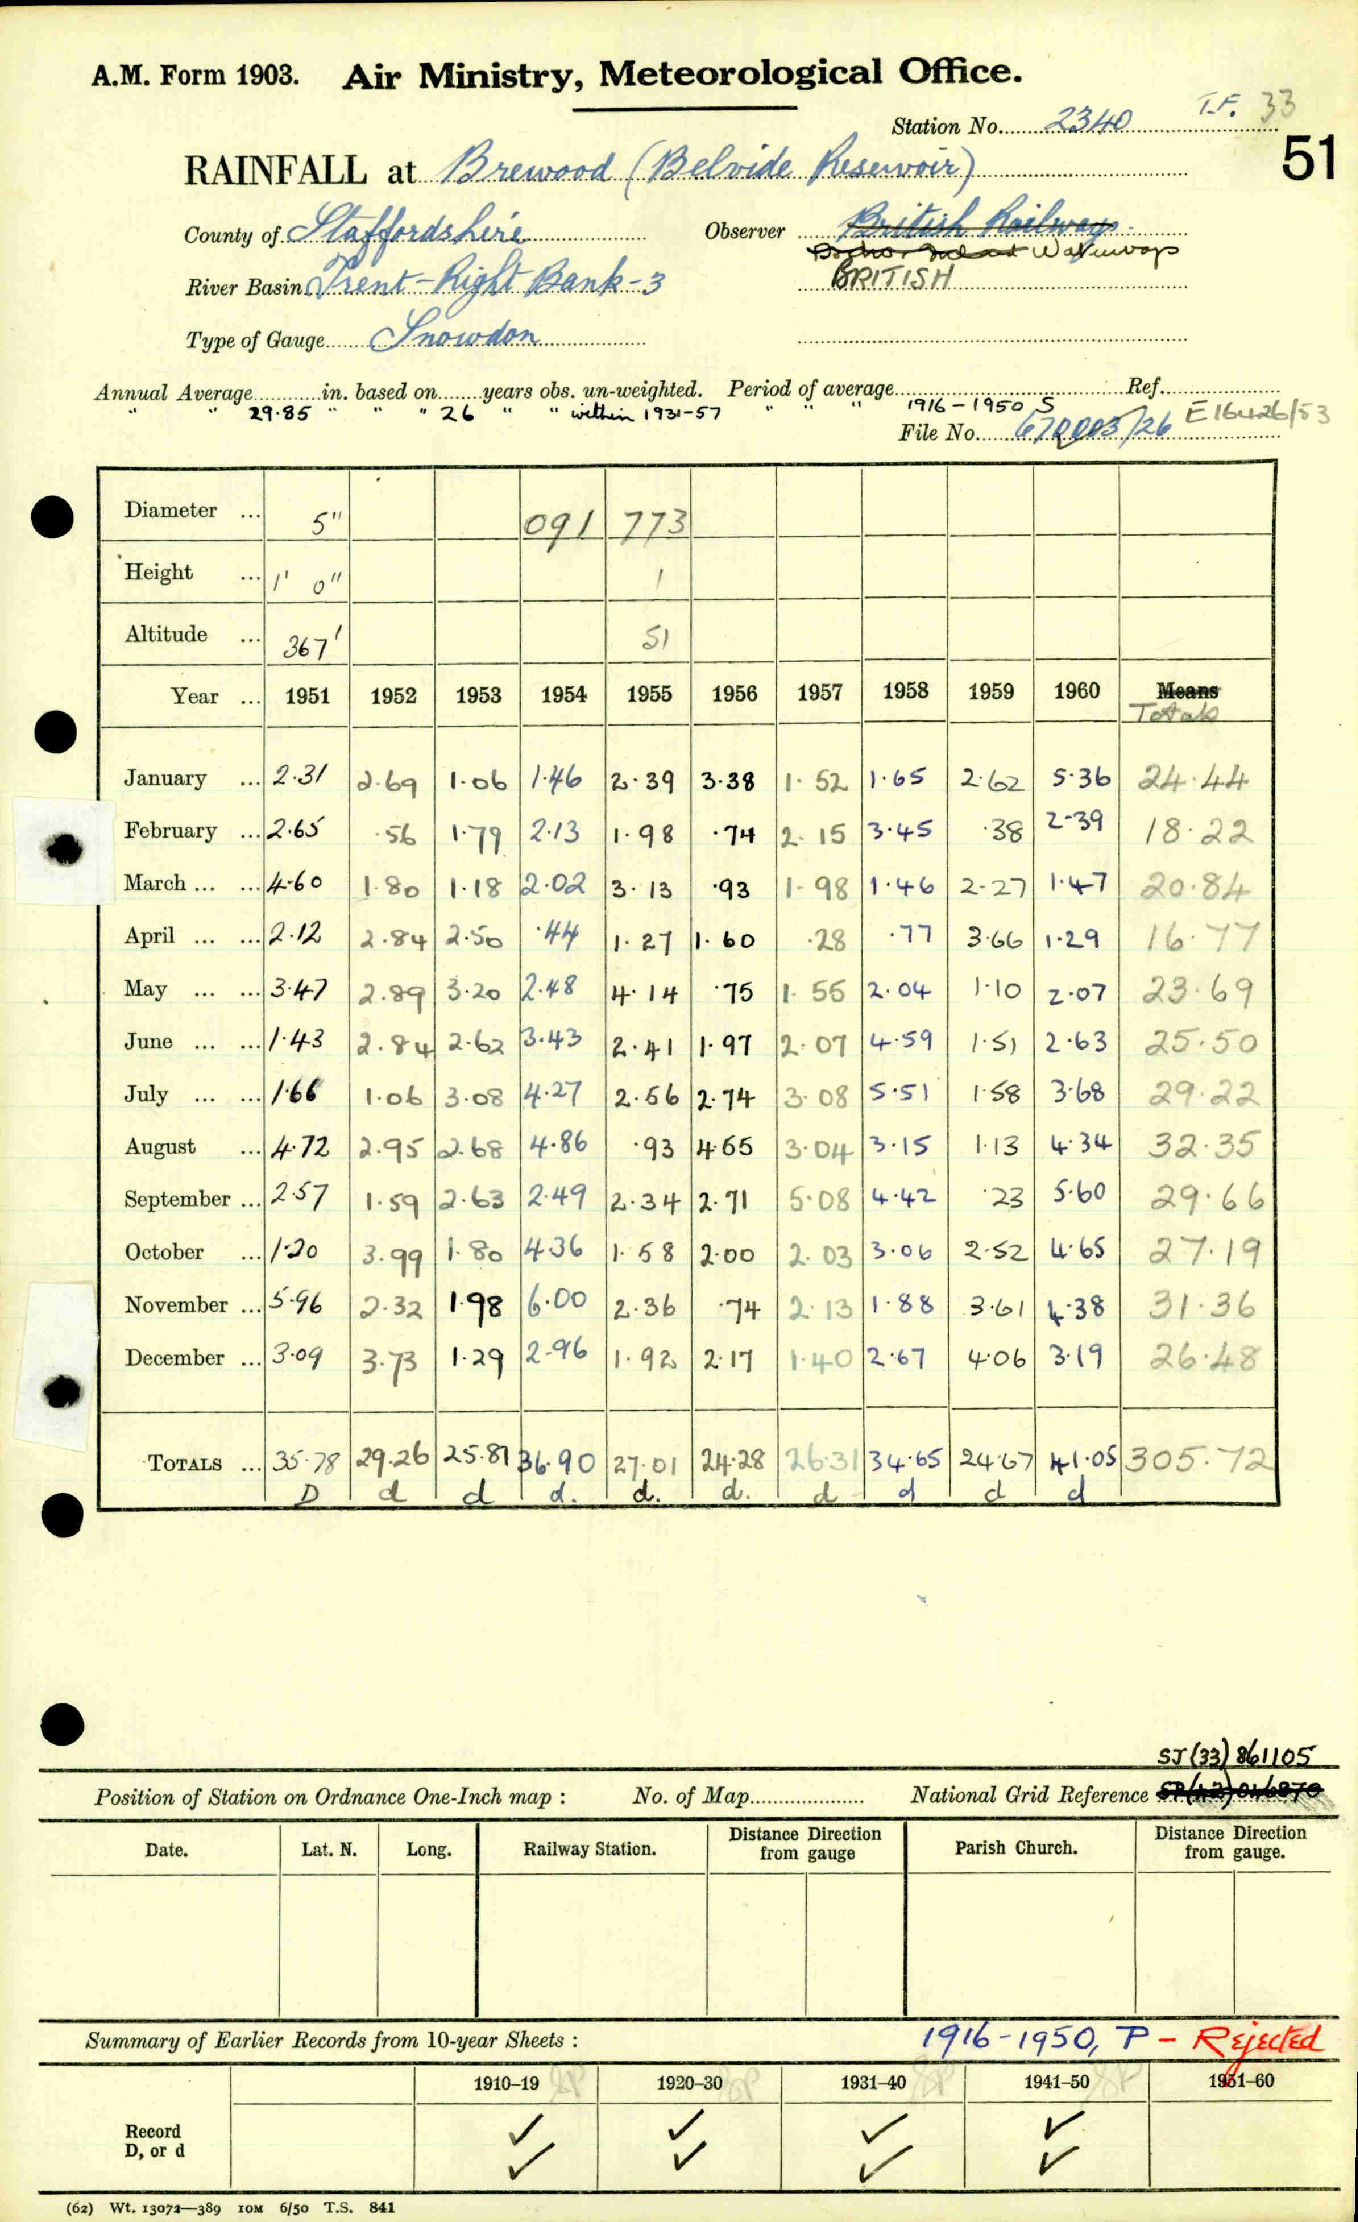 A.M. Form 1903. Air Ministry, Meteorological Office.
T.F. 33
Station No. 2340
51
RAINFALL at Brewood (Belvide Reservoir)
County of Staffordshire Observer British Railways
Waterways
River Basin Trent - Right Bank - 3 BRITISH
Type of Gauge Snowdon
Annual Average in. based on years obs. un-weighted. Period of average Ref.
" " 29.85 " " " 26 " " within 1931-57 " " " 1916-1950 S E16426/53
File No. 670003/26
Diameter ... 5" 091 773
Height ... 1' 0" 1
Altitude ... 367' 51
Year ... 1951 1952 1953 1954 1955 1956 1957 1958 1959 1960 Means
Totals
January ... 2.31 2.69 1.06 1.46 2.39 3.38 1.52 1.65 2.62 5.36 24.44
February ... 2.65 .56 1.79 2.13 1.98 .74 2.15 3.45 .38 2.39 18.22
March ... ... 4.60 1.80 1.18 2.02 3.13 .93 1.98 1.46 2.27 1.47 20.84
April ... ... 2.12 2.84 2.50 .44 1.27 1.60 .28 .77 3.66 1.29 16.77
May ... ... 3.47 2.89 3.20 2.48 4.14 .75 1.55 2.04 1.10 2.07 23.69
June ... ... 1.43 2.84 2.62 3.43 2.41 1.97 2.07 4.59 1.51 2.63 25.50
July ... ... 1.66 1.06 3.08 4.27 2.56 2.74 3.08 5.51 1.58 3.68 29.22
August ... 4.72 2.95 2.68 4.86 .93 4.55 3.04 3.15 1.13 4.34 32.35
September ... 2.57 1.59 2.63 2.49 2.34 2.71 5.08 4.42 .23 5.60 29.66
October ... 1.20 3.99 1.80 4.36 1.58 2.00 2.03 3.06 2.52 4.65 27.19
November ... 5.96 2.32 1.98 6.00 2.36 .74 2.13 1.88 3.61 4.38 31.36
December ... 3.09 3.73 1.29 2.96 1.92 2.17 1.40 2.67 4.06 3.19 26.48
TOTALS ... 35.78 29.26 25.81 36.90 27.01 24.28 26.31 34.65 24.67 41.05 305.72
D d d d. d. d. d d d d
SJ (33) 861105
Position of Station on Ordnance One-Inch map : No. of Map National Grid Reference SP(42)046870
Date. Lat. N. Long. Railway Station. Distance Direction from gauge Parish Church. Distance Direction from gauge.
Summary of Earlier Records from 10-year Sheets : 1916-1950, P - Rejected
1910–19 1920–30 1931–40 1941–50 1951–60
Record ✓ ✓ ✓ ✓
D, or d ✓ ✓ ✓ ✓
(62) Wt. 13072—389 10M 6/50 T.S. 841